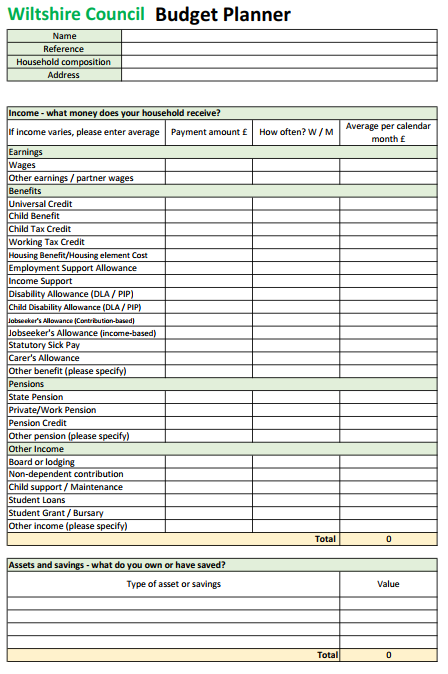 Wiltshire Council Budget Planner
Name
Reference
Household composition
Address
Income - what money does your household receive?
If income varies, please enter average Payment amount £ How often? W / M Average per calendar month £
Earnings
Wages
Other earnings / partner wages
Benefits
Universal Credit
Child Benefit
Child Tax Credit
Working Tax Credit
Housing Benefit/Housing element Cost
Employment Support Allowance
Income Support
Disability Allowance (DLA / PIP)
Child Disability Allowance (DLA / PIP)
Jobseeker's Allowance (Contribution-based)
Jobseeker's Allowance (income-based)
Statutory Sick Pay
Carer's Allowance
Other benefit (please specify)
Pensions
State Pension
Private/Work Pension
Pension Credit
Other pension (please specify)
Other Income
Board or lodging
Non-dependent contribution
Child support / Maintenance
Student Loans
Student Grant / Bursary
Other income (please specify)
Total 0
Assets and savings - what do you own or have saved?
Type of asset or savings Value
Total 0